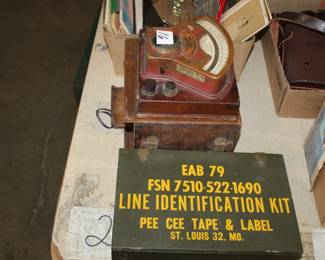 EAB 79
FSN 7510-522-1690
LINE IDENTIFICATION KIT
PEE CEE TAPE & LABEL
ST. LOUIS 32, MO.
2